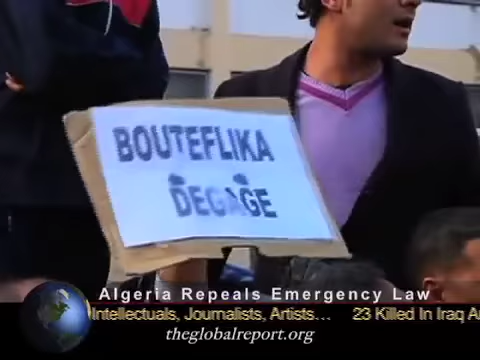 BOUTEFLIKA
DEGAGE
Algeria Repeals Emergency Law
Intellectuals, Journalists, Artists... 23 Killed In Iraq
theglobalreport.org